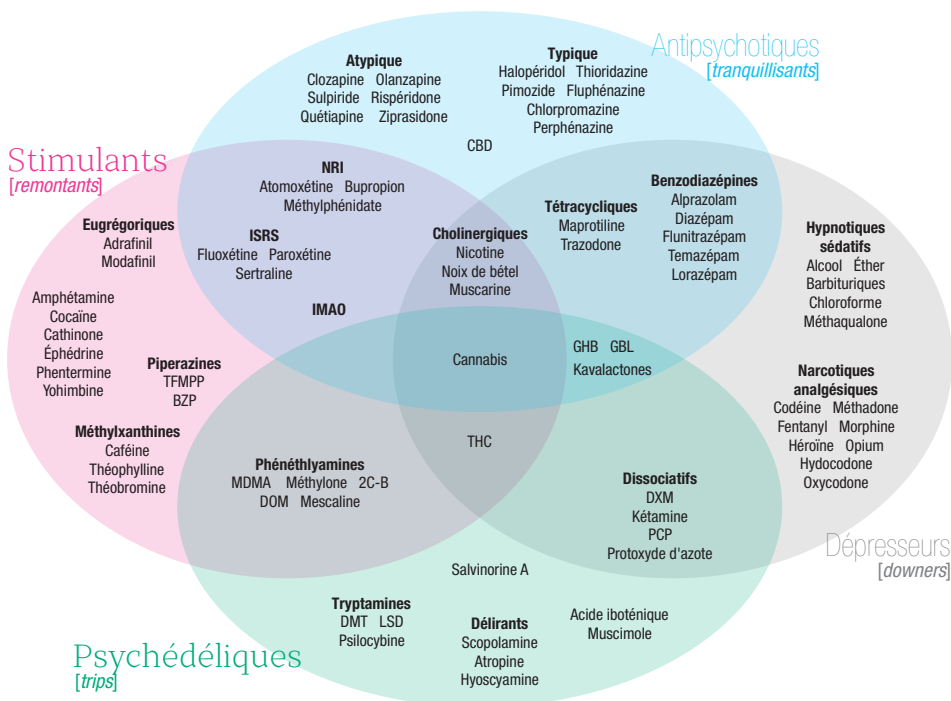 Antipsychotiques
[tranquillisants]
Atypique
Clozapine Olanzapine
Sulpiride Rispéridone
Quétiapine Ziprasidone
Typique
Halopéridol Thioridazine
Pimozide Fluphénazine
Chlorpromazine
Perphénazine
CBD
Stimulants
[remontants]
NRI
Atomoxétine Bupropion
Méthylphénidate
ISRS
Fluoxétine Paroxétine
Sertraline
IMAO
Eugrégoriques
Adrafinil
Modafinil
Amphétamine
Cocaïne
Cathinone
Éphédrine
Phentermine
Yohimbine
Piperazines
TFMPP
BZP
Méthylxanthines
Caféine
Théophylline
Théobromine
Cholinergiques
Nicotine
Noix de bétel
Muscarine
Tétracycliques
Maprotiline
Trazodone
Benzodiazépines
Alprazolam
Diazépam
Flunitrazépam
Temazépam
Lorazépam
Hypnotiques
sédatifs
Alcool Éther
Barbituriques
Chloroforme
Méthaqualone
Cannabis
GHB GBL
Kavalactones
Narcotiques
analgésiques
Codéine Méthadone
Fentanyl Morphine
Héroïne Opium
Hydocodone
Oxycodone
THC
Phénéthlyamines
MDMA Méthylone 2C-B
DOM Mescaline
Dissociatifs
DXM
Kétamine
PCP
Protoxyde d'azote
Dépresseurs
[downers]
Salvinorine A
Tryptamines
DMT LSD
Psilocybine
Délirants
Scopolamine
Atropine
Hyoscyamine
Acide iboténique
Muscimole
Psychédéliques
[trips]